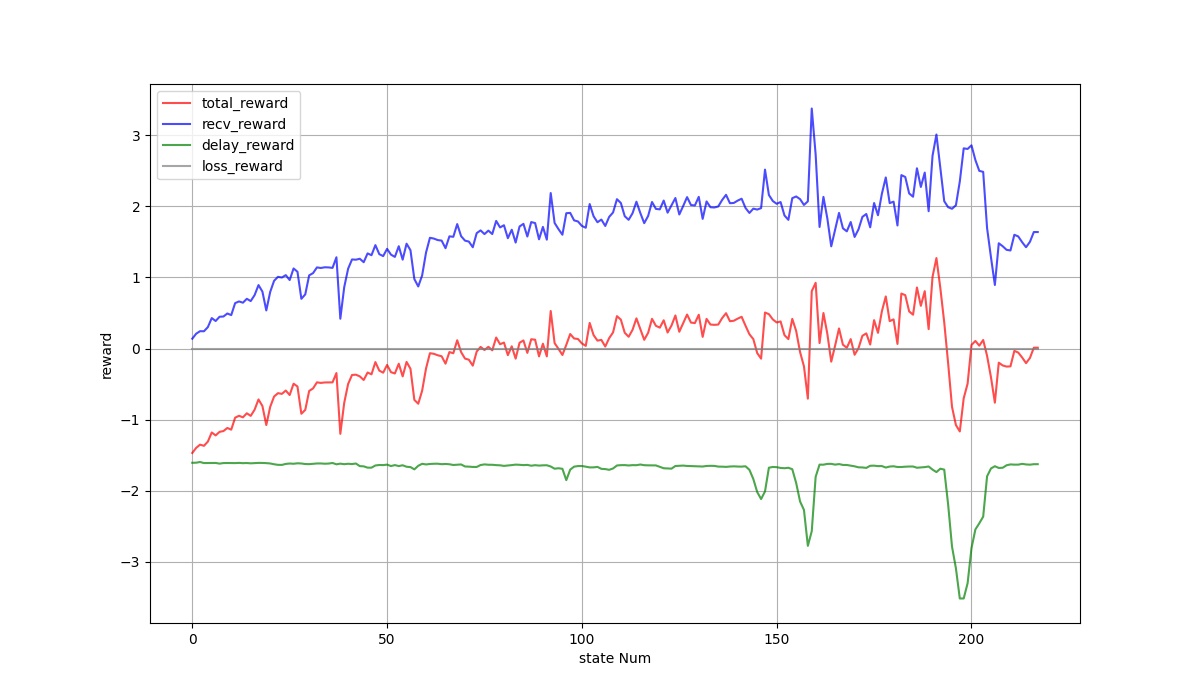 total_reward
recv_reward
delay_reward
loss_reward
reward
3
2
1
0
−1
−2
−3
0 50 100 150 200
state Num